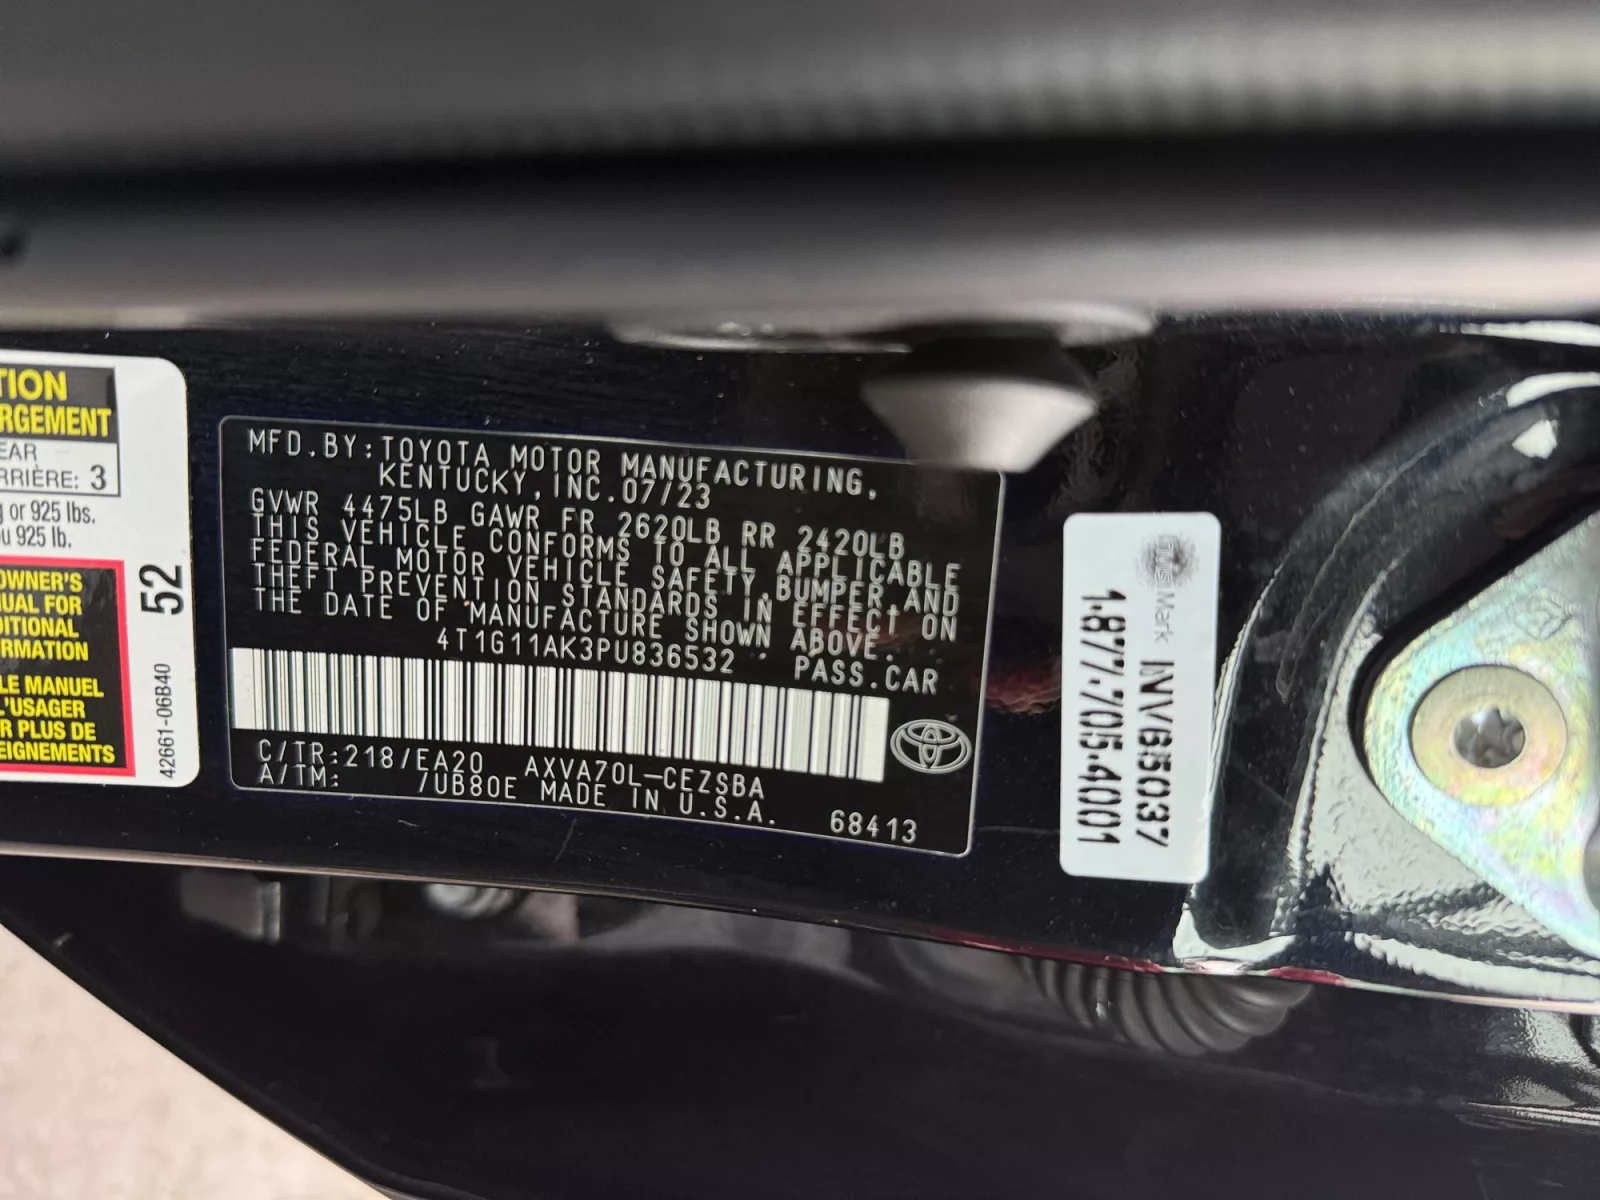 TION
RGEMENT
EAR
RRIÈRE: 3
g or 925 lbs.
u 925 lb.
OWNER'S
NUAL FOR
DITIONAL
ORMATION
LE MANUEL
L'USAGER
R PLUS DE
EIGNEMENTS
52
42661-06B40
MFD.BY:TOYOTA MOTOR MANUFACTURING,
KENTUCKY,INC.07/23
GVWR 4475LB GAWR FR 2620LB RR 2420LB
THIS VEHICLE CONFORMS TO ALL APPLICABLE
FEDERAL MOTOR VEHICLE SAFETY,BUMPER,AND
THEFT PREVENTION STANDARDS IN EFFECT ON
THE DATE OF MANUFACTURE SHOWN ABOVE.
4T1G11AK3PU836532 PASS.CAR
C/TR:218/EA20 AXVA70L-CEZSBA
A/TM: 7UB80E MADE IN U.S.A.
68413
Mark NV65037
1.877.705.4001